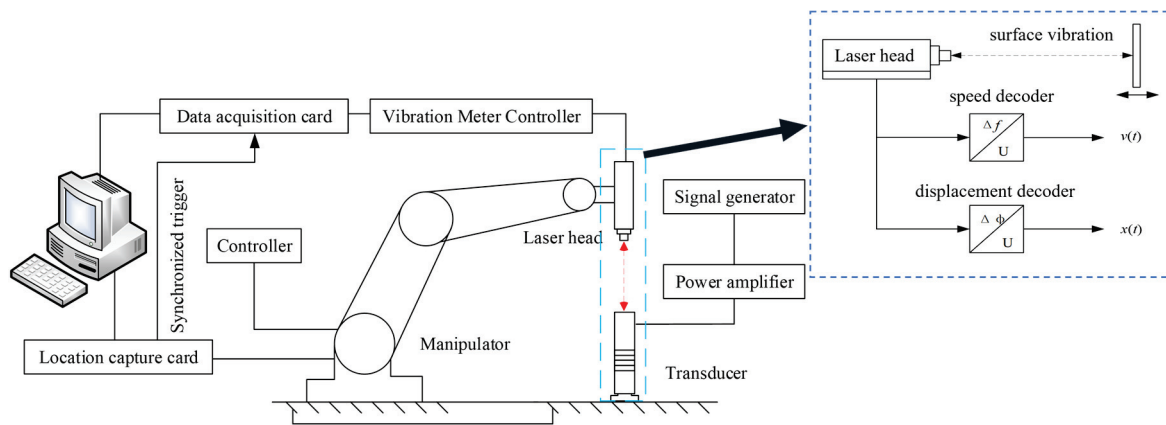 Data acquisition card
Vibration Meter Controller
Synchronized trigger
Controller
Location capture card
Manipulator
Laser head
Signal generator
Power amplifier
Transducer
Laser head
surface vibration
speed decoder
Δf
U
v(t)
displacement decoder
Δ ϕ
U
x(t)